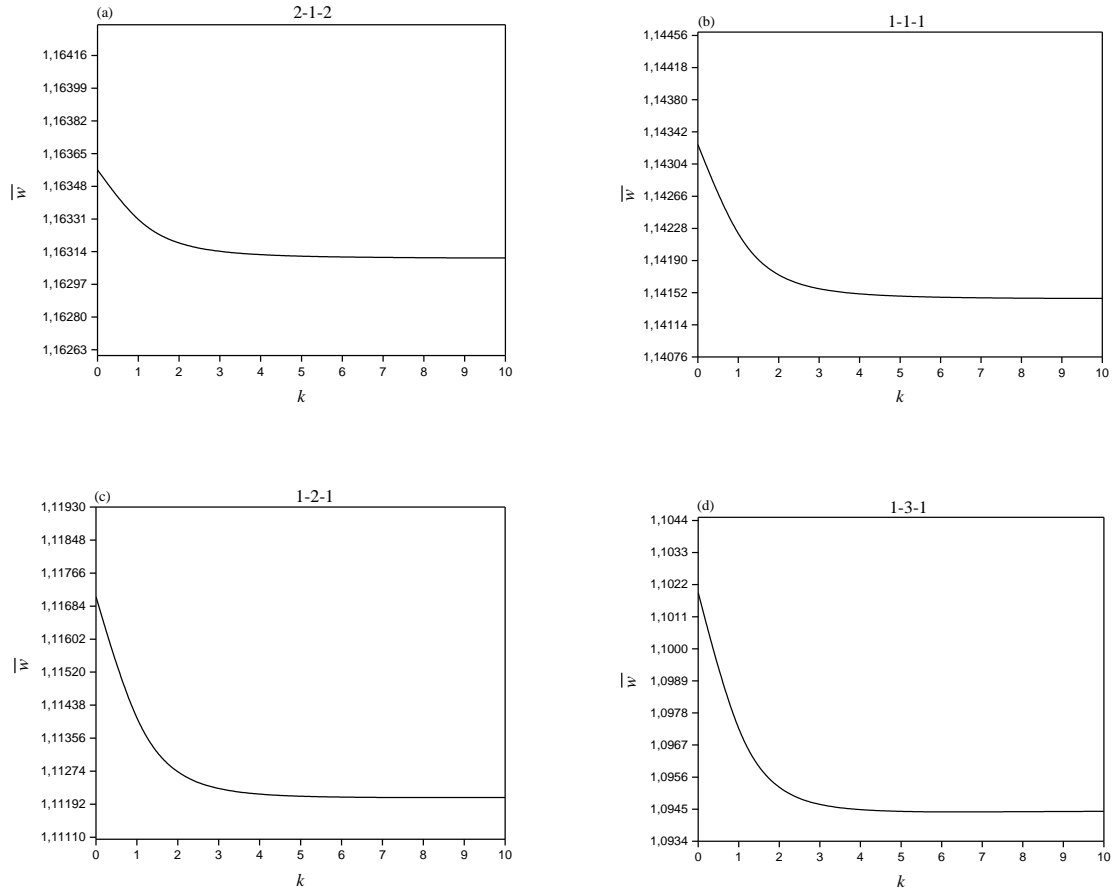 (a)
2-1-2
1,16416
1,16399
1,16382
1,16365
1,16348
1,16331
1,16314
1,16297
1,16280
1,16263
w
0 1 2 3 4 5 6 7 8 9 10
k
(b)
1-1-1
1,14456
1,14418
1,14380
1,14342
1,14304
1,14266
1,14228
1,14190
1,14152
1,14114
1,14076
w
0 1 2 3 4 5 6 7 8 9 10
k
(c)
1-2-1
1,11930
1,11848
1,11766
1,11684
1,11602
1,11520
1,11438
1,11356
1,11274
1,11192
1,11110
w
0 1 2 3 4 5 6 7 8 9 10
k
(d)
1-3-1
1,1044
1,1033
1,1022
1,1011
1,1000
1,0989
1,0978
1,0967
1,0956
1,0945
1,0934
w
0 1 2 3 4 5 6 7 8 9 10
k